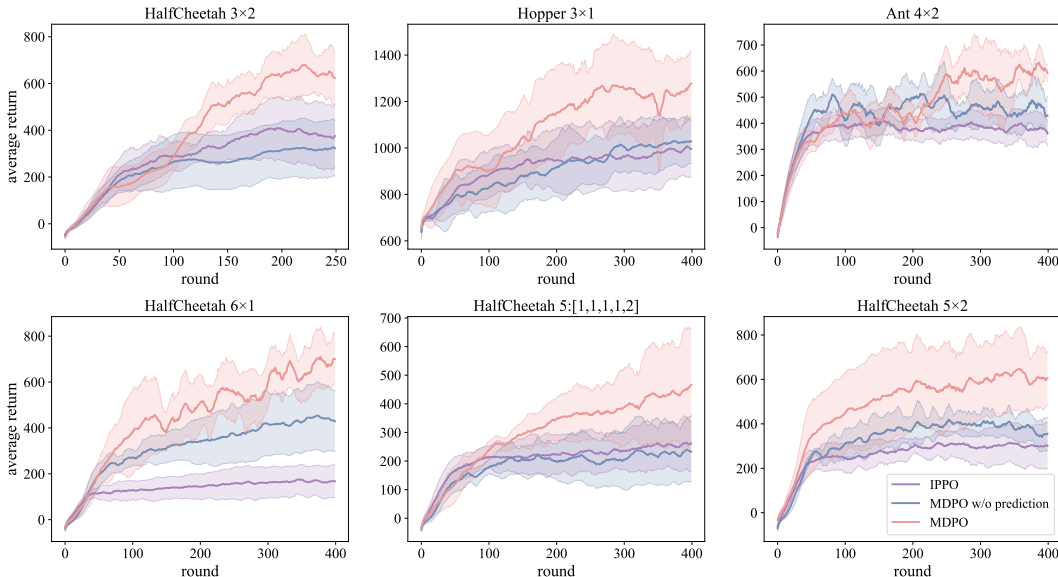 HalfCheetah 3×2
average return
800
600
400
200
0
0 50 100 150 200 250
round
Hopper 3×1
1400
1200
1000
800
600
0 100 200 300 400
round
Ant 4×2
700
600
500
400
300
200
100
0
0 100 200 300 400
round
HalfCheetah 6×1
average return
800
600
400
200
0
0 100 200 300 400
round
HalfCheetah 5:[1,1,1,1,2]
700
600
500
400
300
200
100
0
0 100 200 300 400
round
HalfCheetah 5×2
800
600
400
200
0
0 100 200 300 400
round
IPPO
MDPO w/o prediction
MDPO